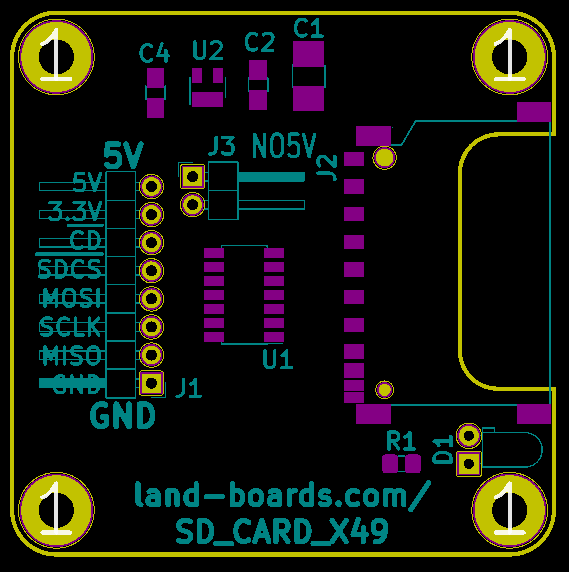 1
1
C4
U2
C2
C1
J3
NO5V
J2
5V
5V
3.3V
CD
SDCS
MOSI
SCLK
MISO
GND
J1
GND
U1
R1
D1
land-boards.com/
SD_CARD_X49
1
1